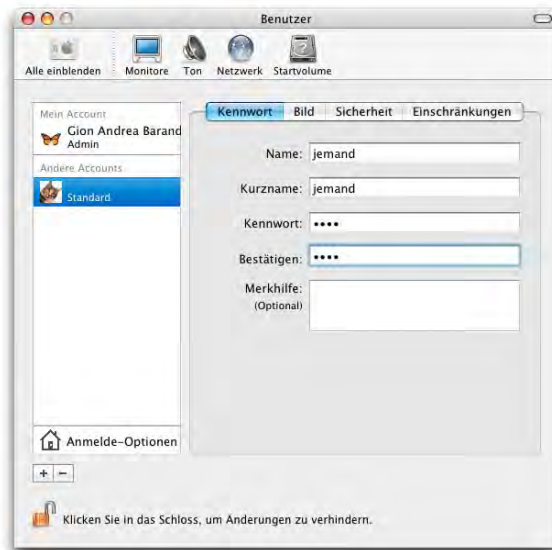 Benutzer
Alle einblenden Monitore Ton Netzwerk Startvolume
Mein Account
Gion Andrea Barand
Admin
Andere Accounts
Standard
Anmelde-Optionen
Kennwort Bild Sicherheit Einschränkungen
Name: jemand
Kurzname: jemand
Kennwort: ••••
Bestätigen: ••••
Merkhilfe:
(Optional)
+ −
Klicken Sie in das Schloss, um Änderungen zu verhindern.